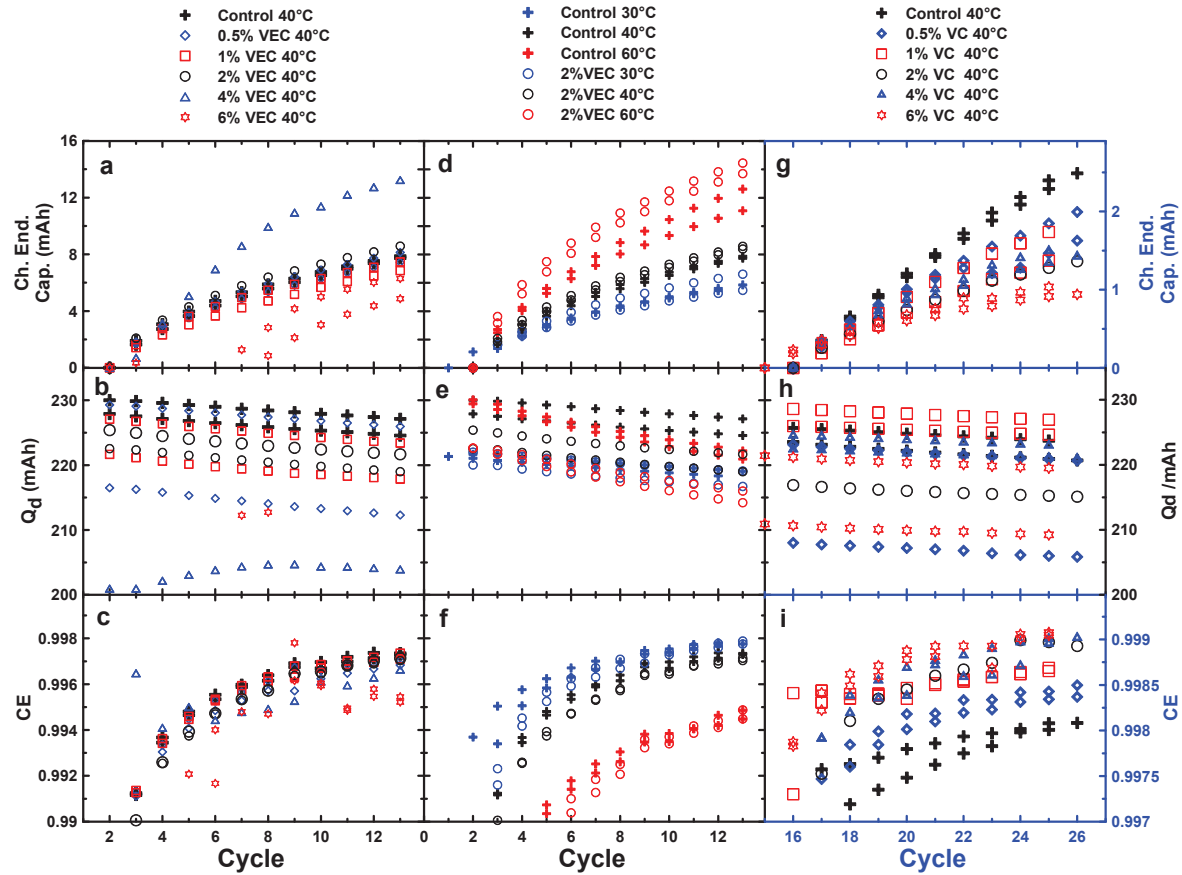 Control 40°C
0.5% VEC 40°C
1% VEC 40°C
2% VEC 40°C
4% VEC 40°C
6% VEC 40°C
Control 30°C
Control 40°C
Control 60°C
2%VEC 30°C
2%VEC 40°C
2%VEC 60°C
Control 40°C
0.5% VC 40°C
1% VC 40°C
2% VC 40°C
4% VC 40°C
6% VC 40°C
a
16
12
8
4
0
Ch. End.
Cap. (mAh)
d
g
2
1
0
Ch. End.
Cap. (mAh)
b
230
220
210
200
Qd (mAh)
e
h
230
220
210
200
Qd /mAh
c
0.998
0.996
0.994
0.992
0.99
CE
f
i
0.999
0.9985
0.998
0.9975
0.997
CE
2 4 6 8 10 12
0 2 4 6 8 10 12
16 18 20 22 24 26
Cycle
Cycle
Cycle